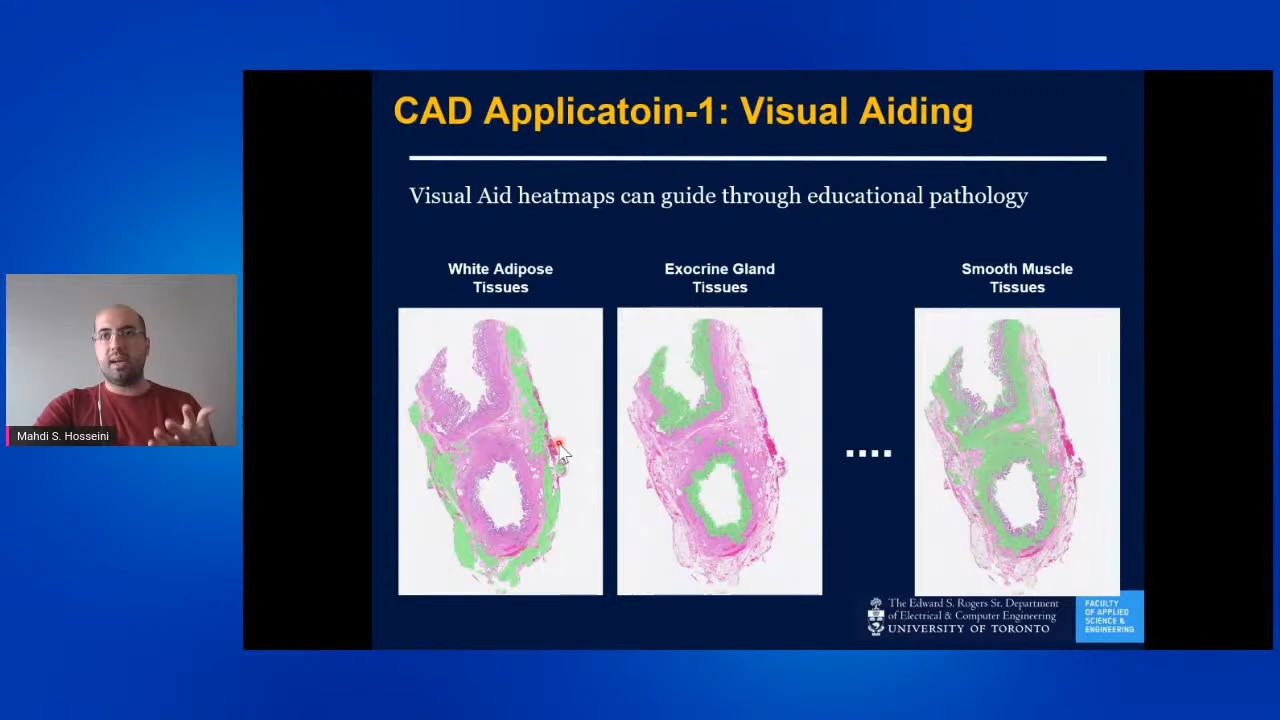 CAD Applicatoin-1: Visual Aiding
Visual Aid heatmaps can guide through educational pathology
White Adipose
Tissues
Exocrine Gland
Tissues
Smooth Muscle
Tissues
Mahdi S. Hosseini
The Edward S. Rogers Sr. Department
of Electrical & Computer Engineering
UNIVERSITY OF TORONTO
FACULTY
OF APPLIED
SCIENCE &
ENGINEERING